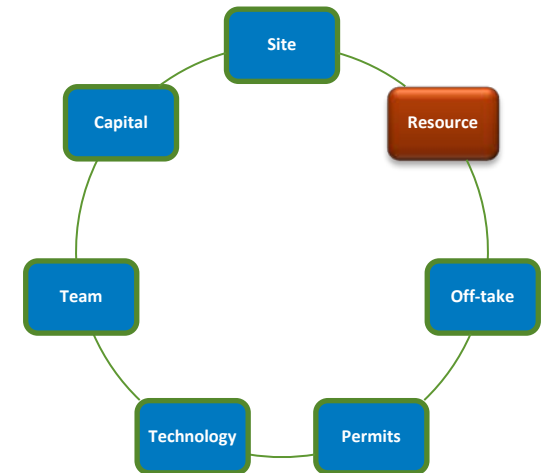 Site
Resource
Off-take
Permits
Technology
Team
Capital